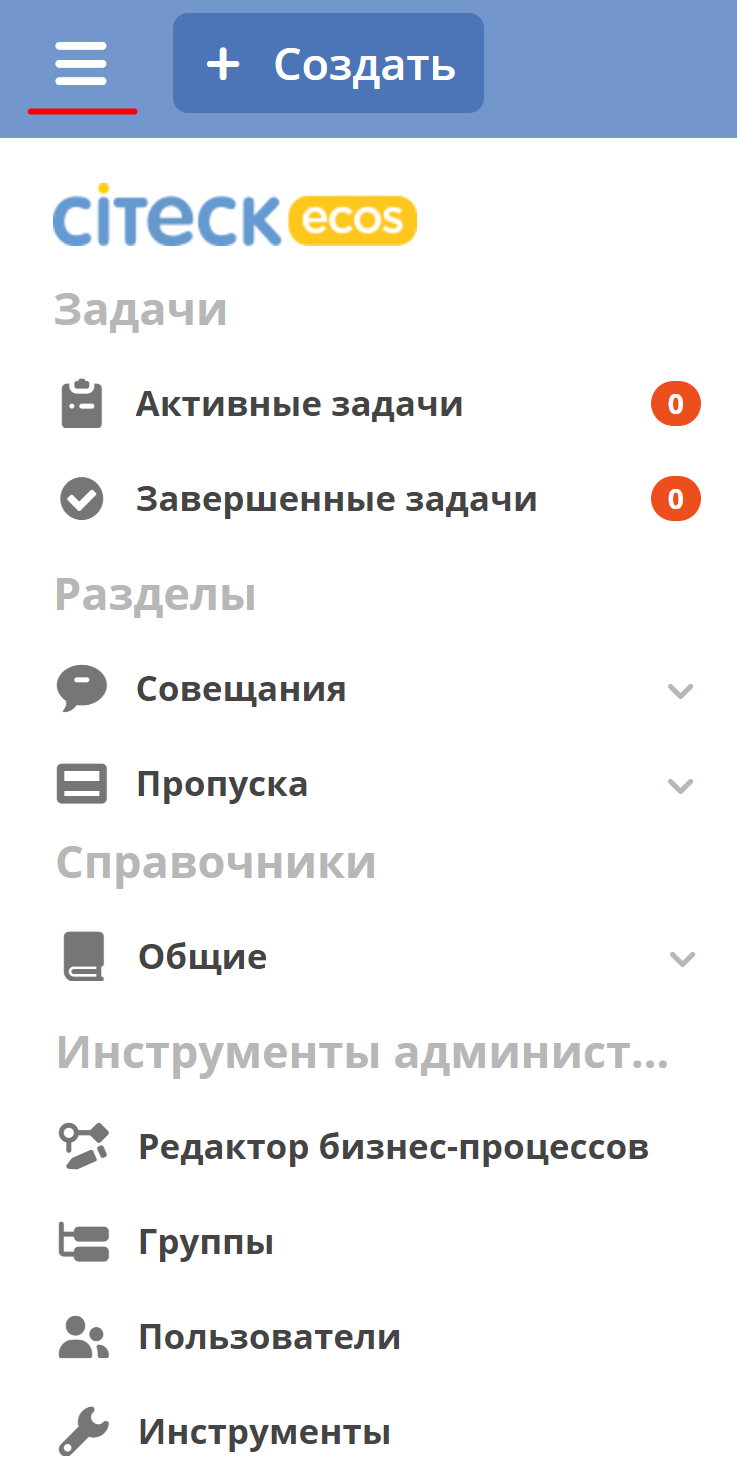 Создать
citeck ecos
Задачи
Активные задачи 0
Завершенные задачи 0
Разделы
Совещания
Пропуска
Справочники
Общие
Инструменты админист...
Редактор бизнес-процессов
Группы
Пользователи
Инструменты